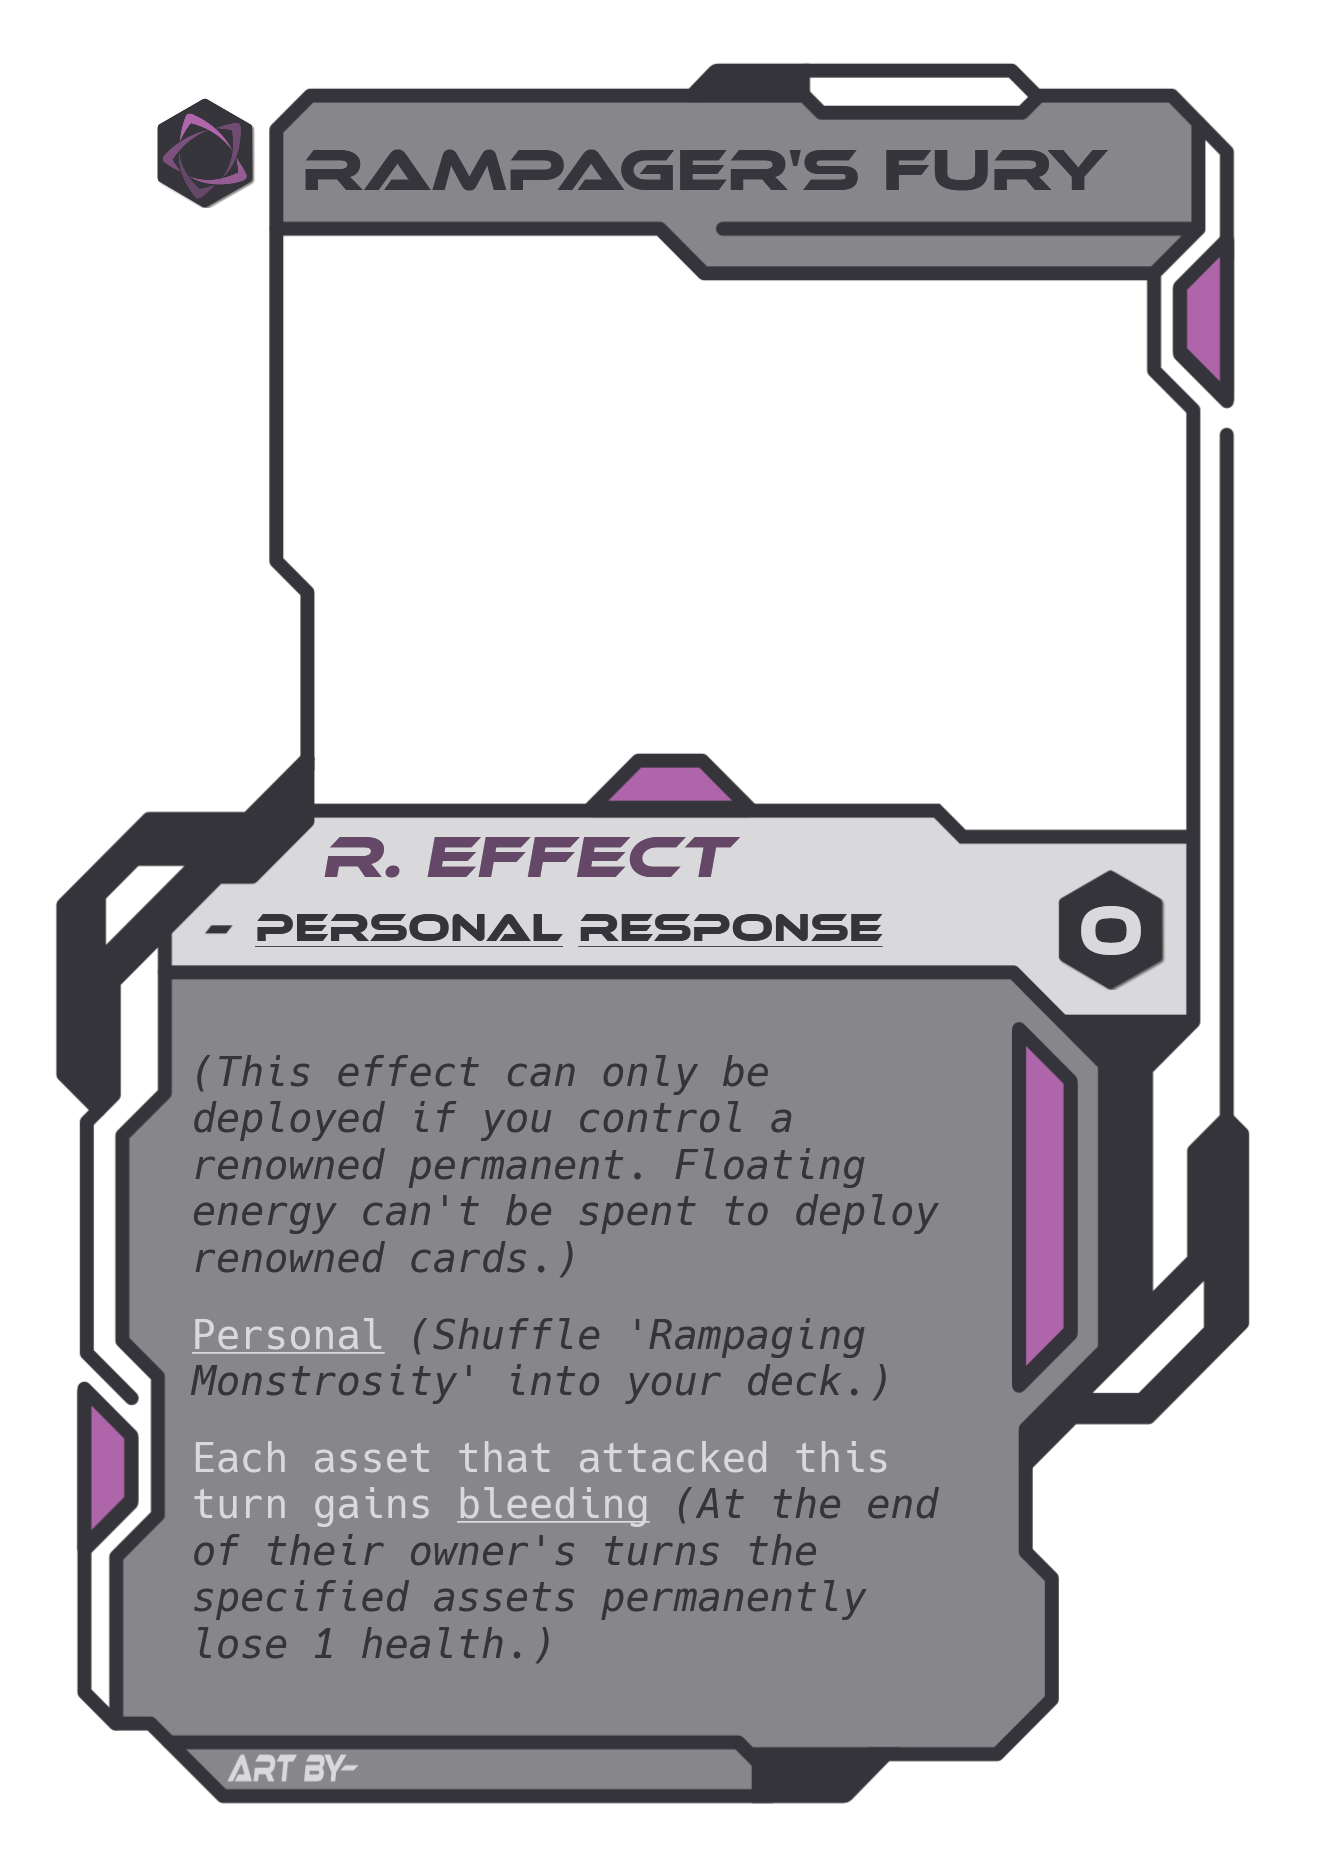 RAMPAGER'S FURY
R. EFFECT
- PERSONAL RESPONSE
0
(This effect can only be
deployed if you control a
renowned permanent. Floating
energy can't be spent to deploy
renowned cards.)
Personal (Shuffle 'Rampaging
Monstrosity' into your deck.)
Each asset that attacked this
turn gains bleeding (At the end
of their owner's turns the
specified assets permanently
lose 1 health.)
ART BY-